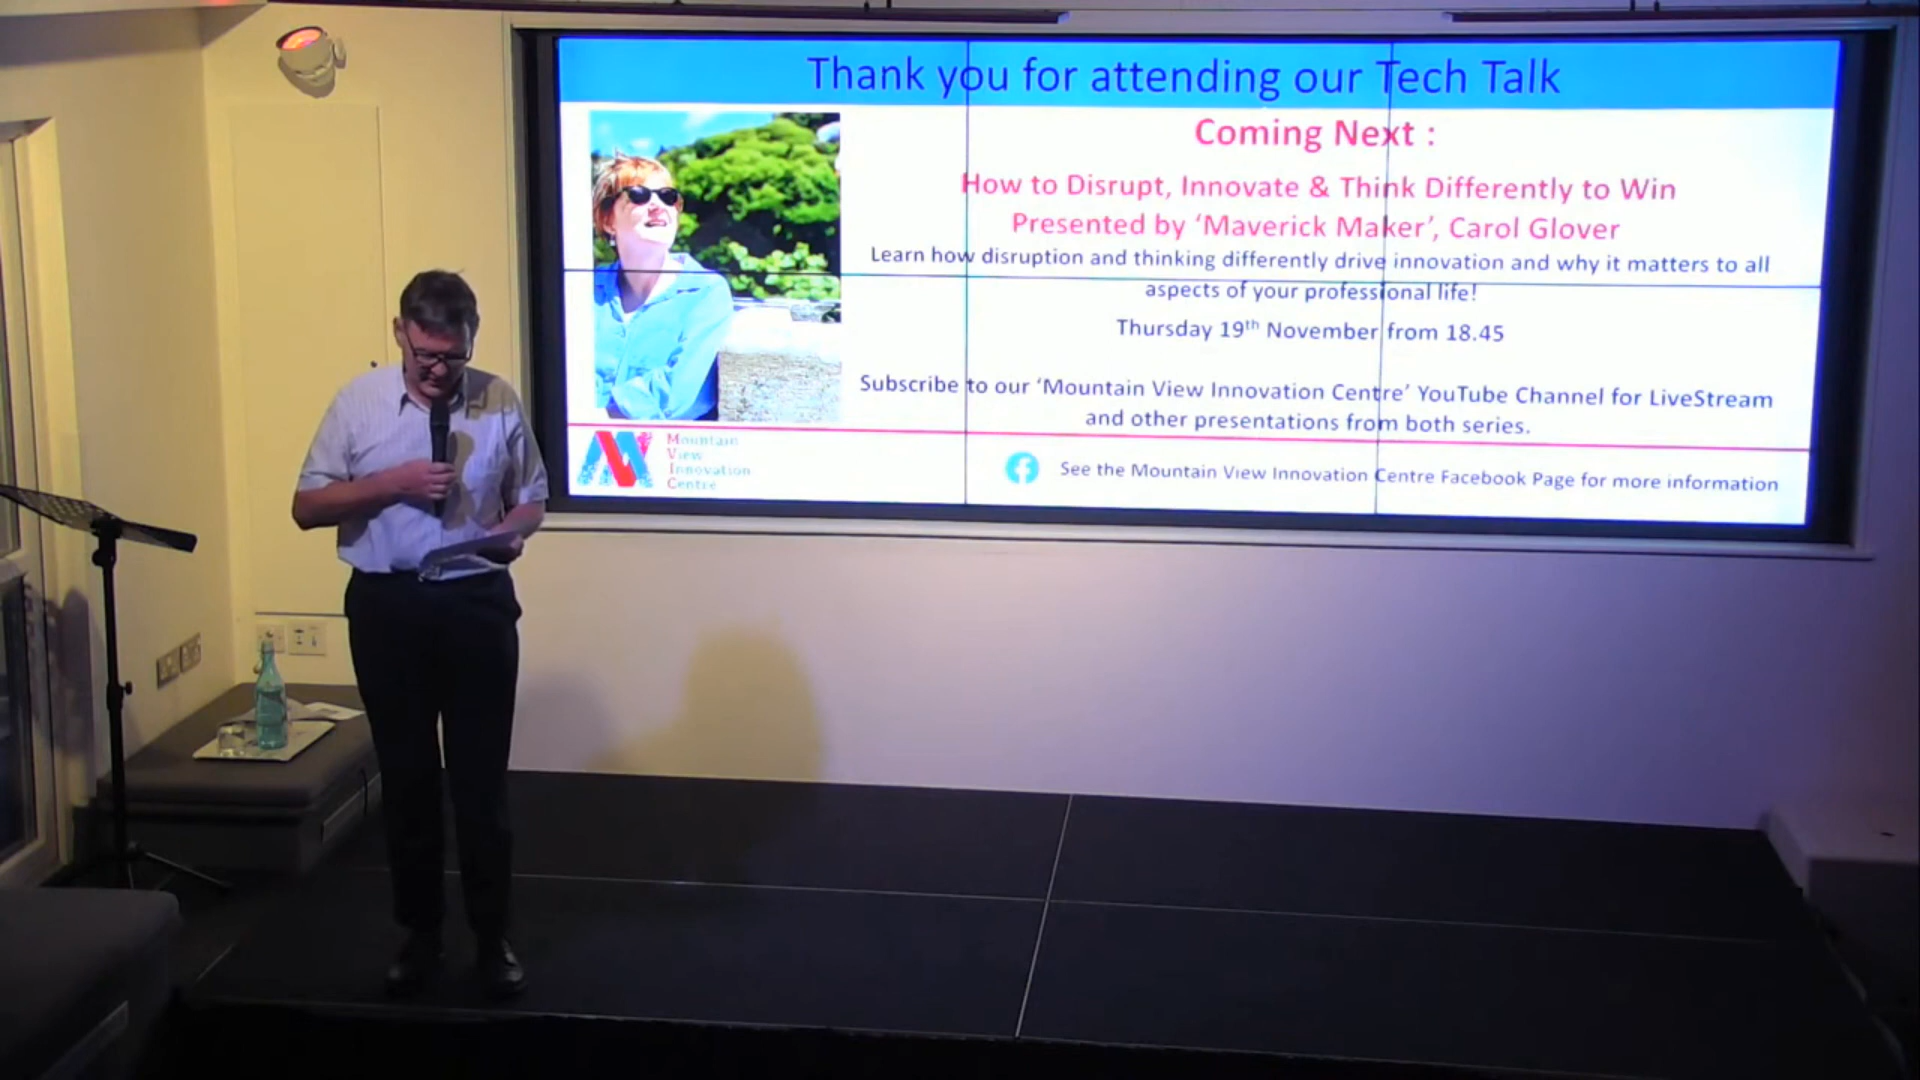 Thank you for attending our Tech Talk
Coming Next :
How to Disrupt, Innovate & Think Differently to Win
Presented by ‘Maverick Maker’, Carol Glover
Learn how disruption and thinking differently drive innovation and why it matters to all
aspects of your professional life!
Thursday 19th November from 18.45
Subscribe to our ‘Mountain View Innovation Centre’ YouTube Channel for LiveStream
and other presentations from both series.
Mountain
View
Innovation
Centre
See the Mountain View Innovation Centre Facebook Page for more information